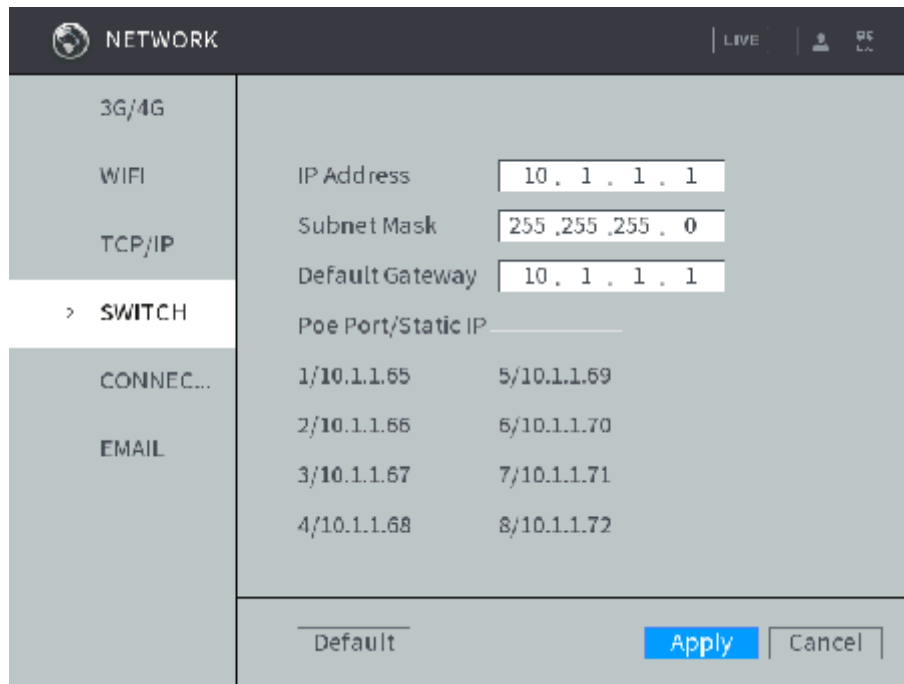 NETWORK
LIVE
3G/4G
WIFI
TCP/IP
> SWITCH
CONNEC...
EMAIL
IP Address 10 . 1 . 1 . 1
Subnet Mask 255 .255 .255 . 0
Default Gateway 10 . 1 . 1 . 1
Poe Port/Static IP
1/10.1.1.65 5/10.1.1.69
2/10.1.1.66 6/10.1.1.70
3/10.1.1.67 7/10.1.1.71
4/10.1.1.68 8/10.1.1.72
Default Apply Cancel